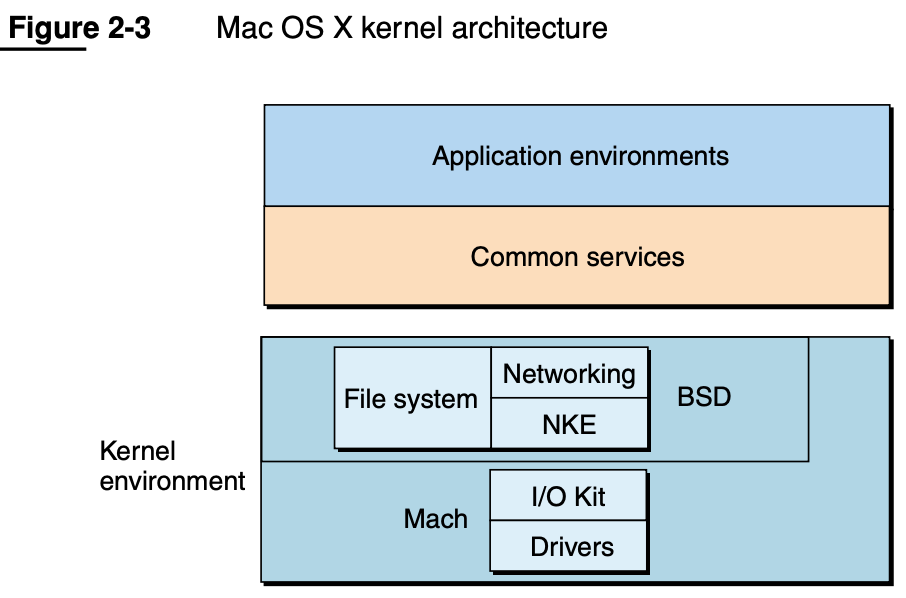 Figure 2-3 Mac OS X kernel architecture
Application environments
Common services
Kernel
environment
File system
Networking
NKE
BSD
Mach
I/O Kit
Drivers